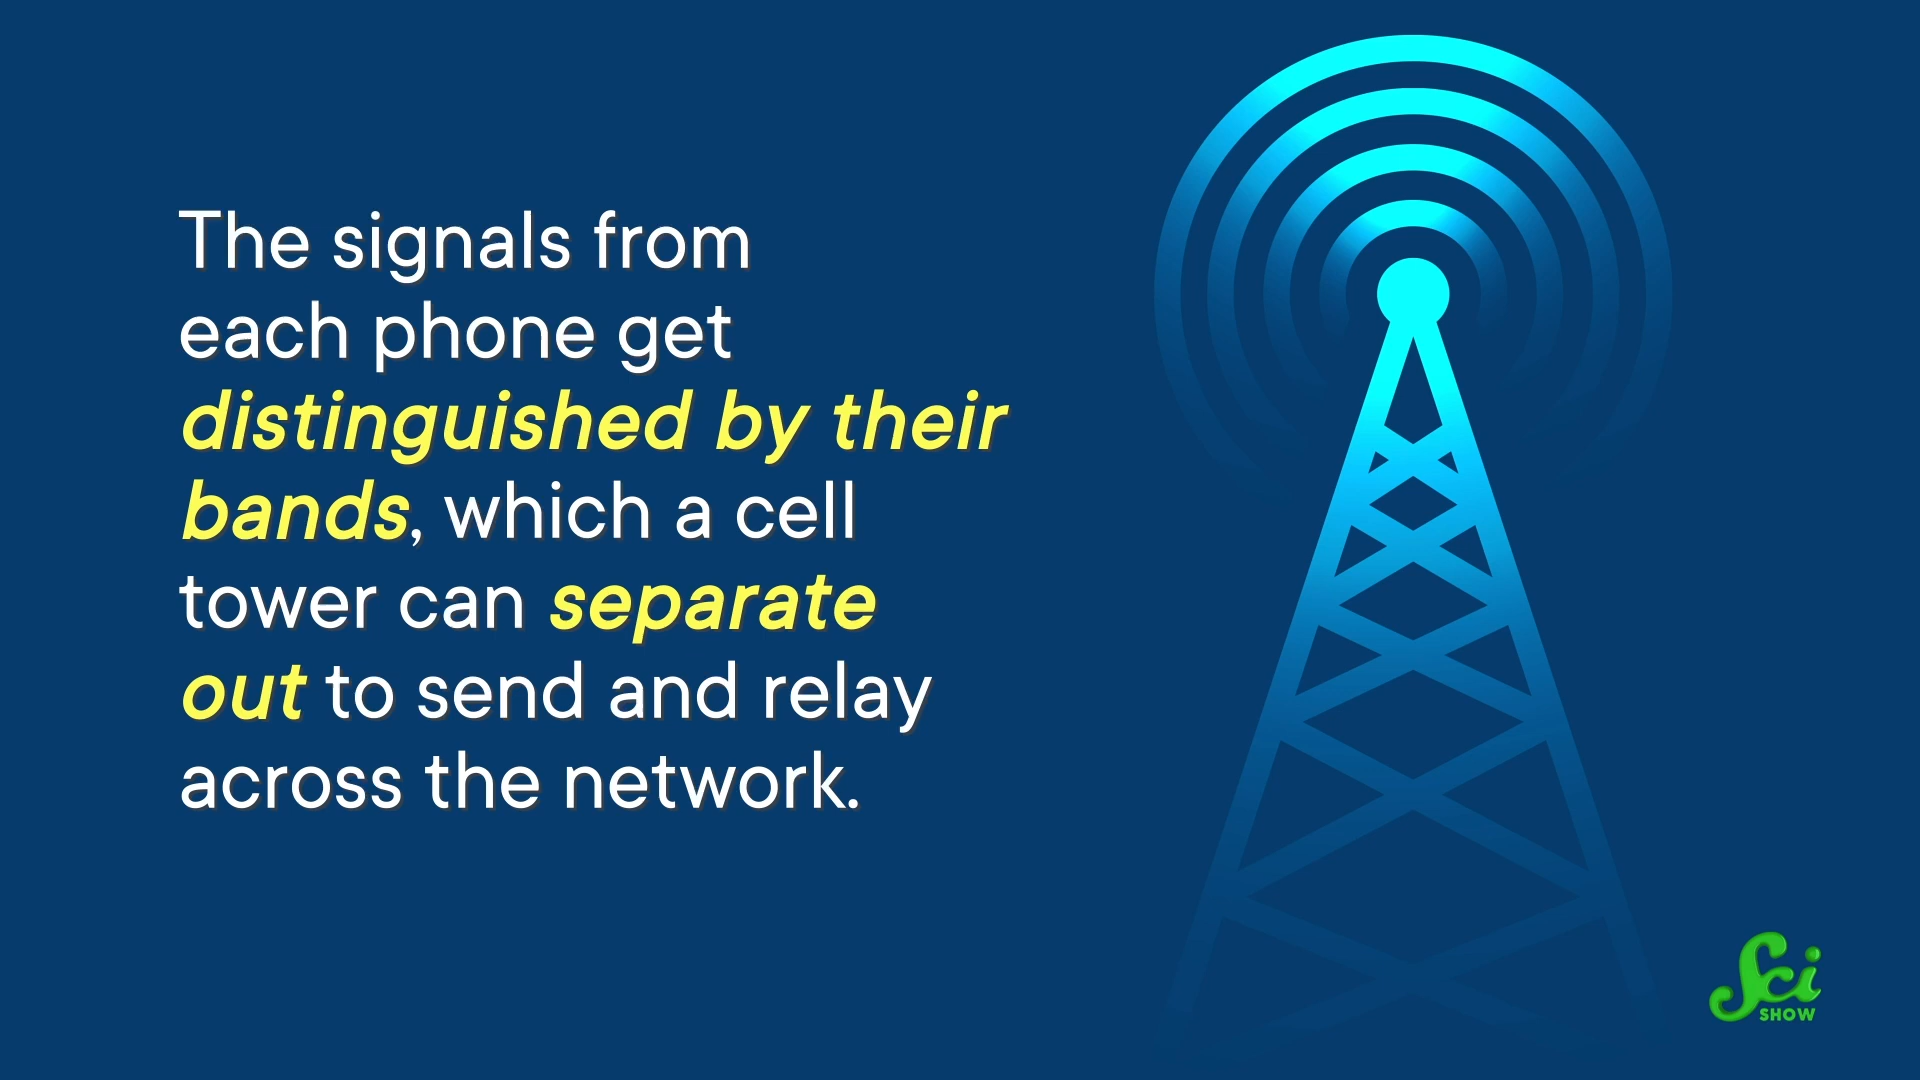 The signals from
each phone get
distinguished by their
bands, which a cell
tower can separate
out to send and relay
across the network.
Sci
SHOW